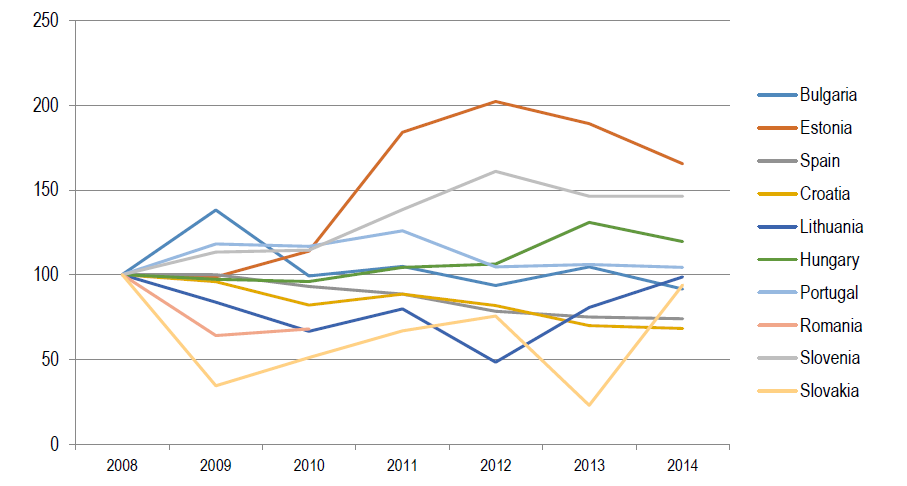 250
200
150
100
50
0
2008 2009 2010 2011 2012 2013 2014
Bulgaria
Estonia
Spain
Croatia
Lithuania
Hungary
Portugal
Romania
Slovenia
Slovakia